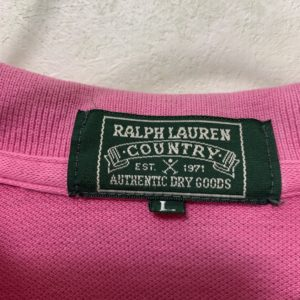 RALPH LAUREN
COUNTRY
EST. 1971
AUTHENTIC DRY GOODS
L